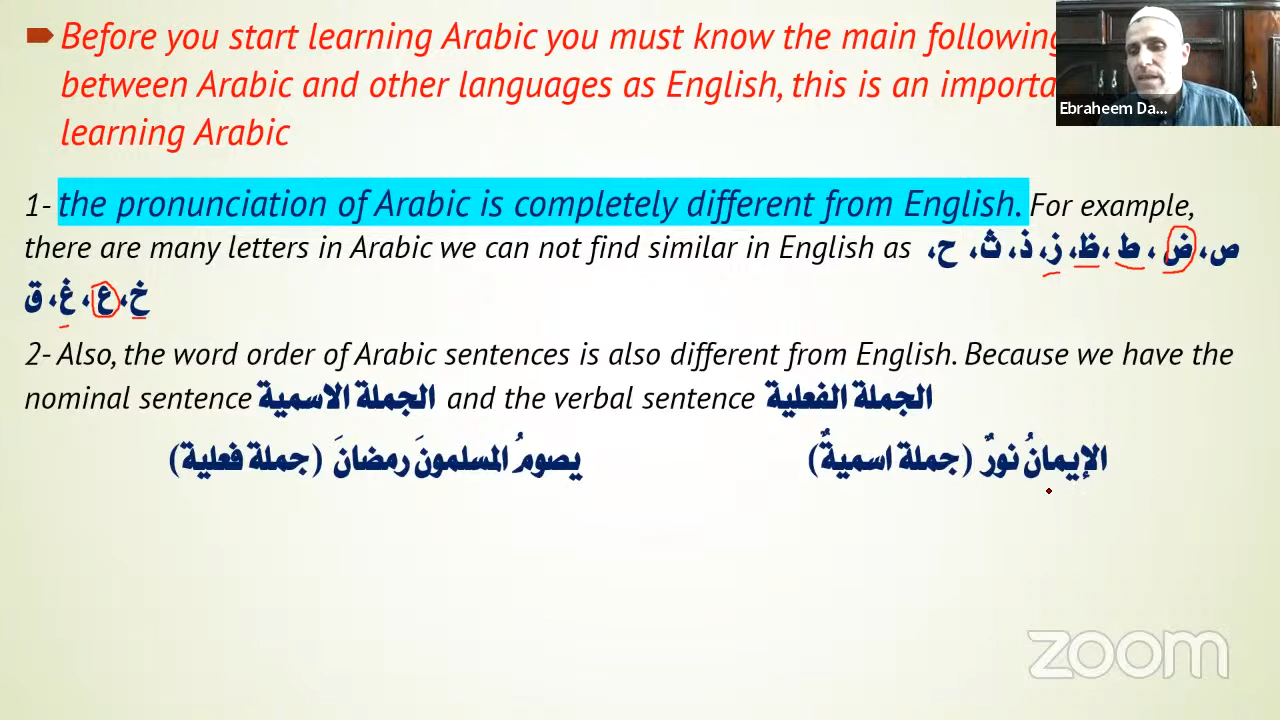 Before you start learning Arabic you must know the main following
between Arabic and other languages as English, this is an importa
learning Arabic
Ebraheem Da...
1- the pronunciation of Arabic is completely different from English. For example,
there are many letters in Arabic we can not find similar in English as ص، ض، ط، ظ، ز، ذ، ث، ح،
خ، ع، غ، ق
2- Also, the word order of Arabic sentences is also different from English. Because we have the
nominal sentence الجملة الاسمية and the verbal sentence الجملة الفعلية
الإيمانُ نورٌ (جملة اسميةٌ) يصومُ المسلمونَ رمضانَ (جملة فعلية)
zoom